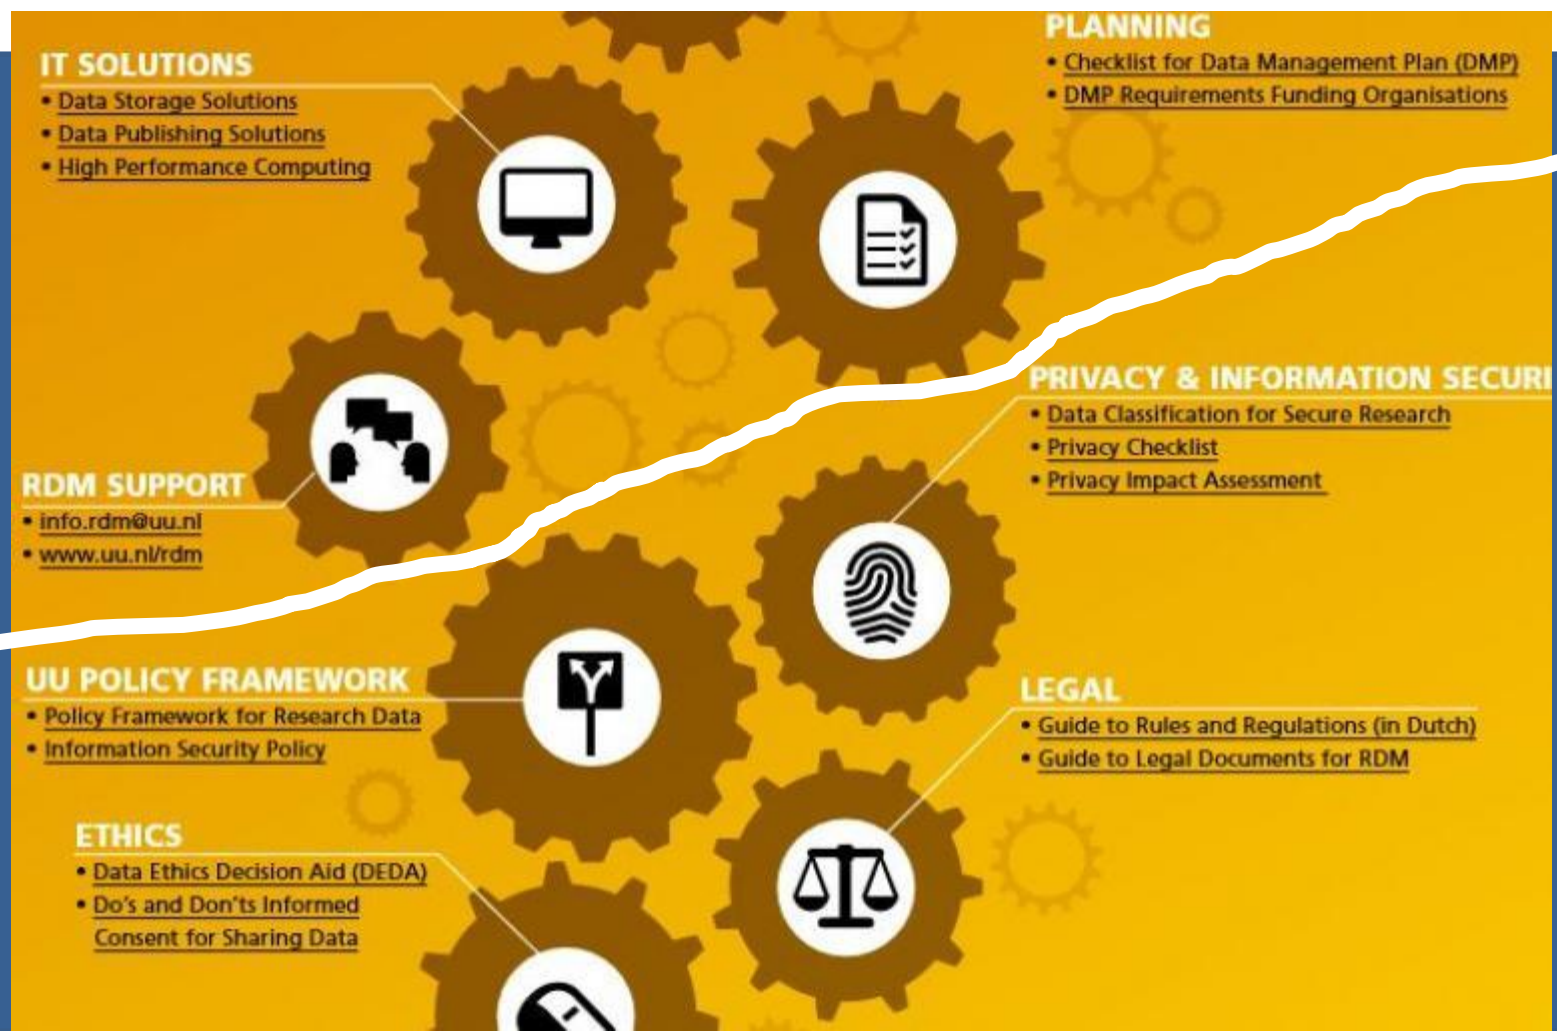 IT SOLUTIONS
• Data Storage Solutions
• Data Publishing Solutions
• High Performance Computing
PLANNING
• Checklist for Data Management Plan (DMP)
• DMP Requirements Funding Organisations
RDM SUPPORT
• info.rdm@uu.nl
• www.uu.nl/rdm
PRIVACY & INFORMATION SECURI
• Data Classification for Secure Research
• Privacy Checklist
• Privacy Impact Assessment
UU POLICY FRAMEWORK
• Policy Framework for Research Data
• Information Security Policy
LEGAL
• Guide to Rules and Regulations (in Dutch)
• Guide to Legal Documents for RDM
ETHICS
• Data Ethics Decision Aid (DEDA)
• Do's and Don'ts Informed
Consent for Sharing Data